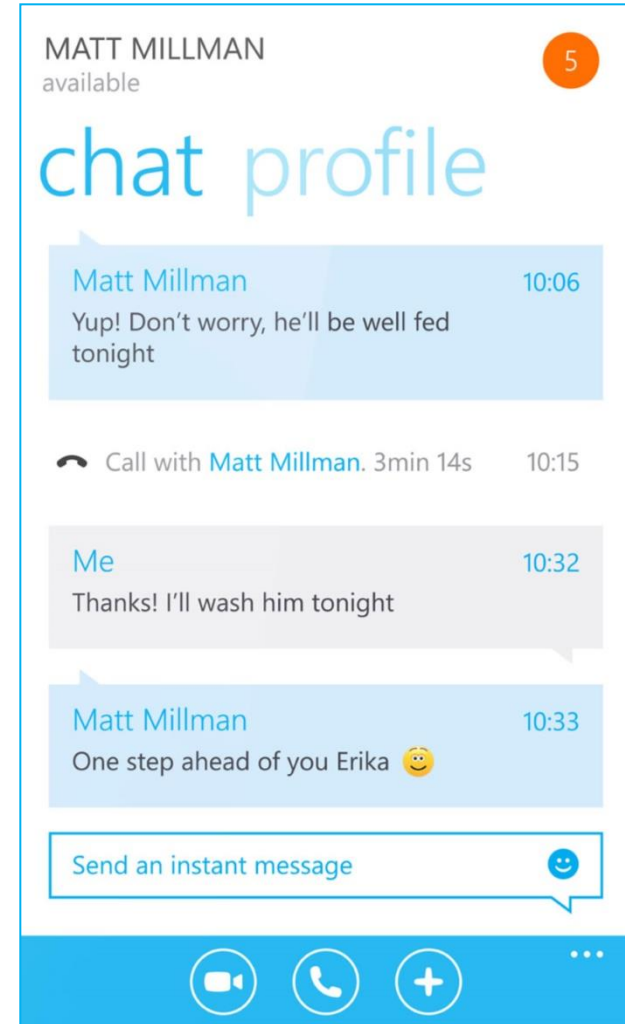 MATT MILLMAN
available
5
chat profile
Matt Millman 10:06
Yup! Don’t worry, he’ll be well fed
tonight
Call with Matt Millman. 3min 14s 10:15
Me 10:32
Thanks! I’ll wash him tonight
Matt Millman 10:33
One step ahead of you Erika
Send an instant message